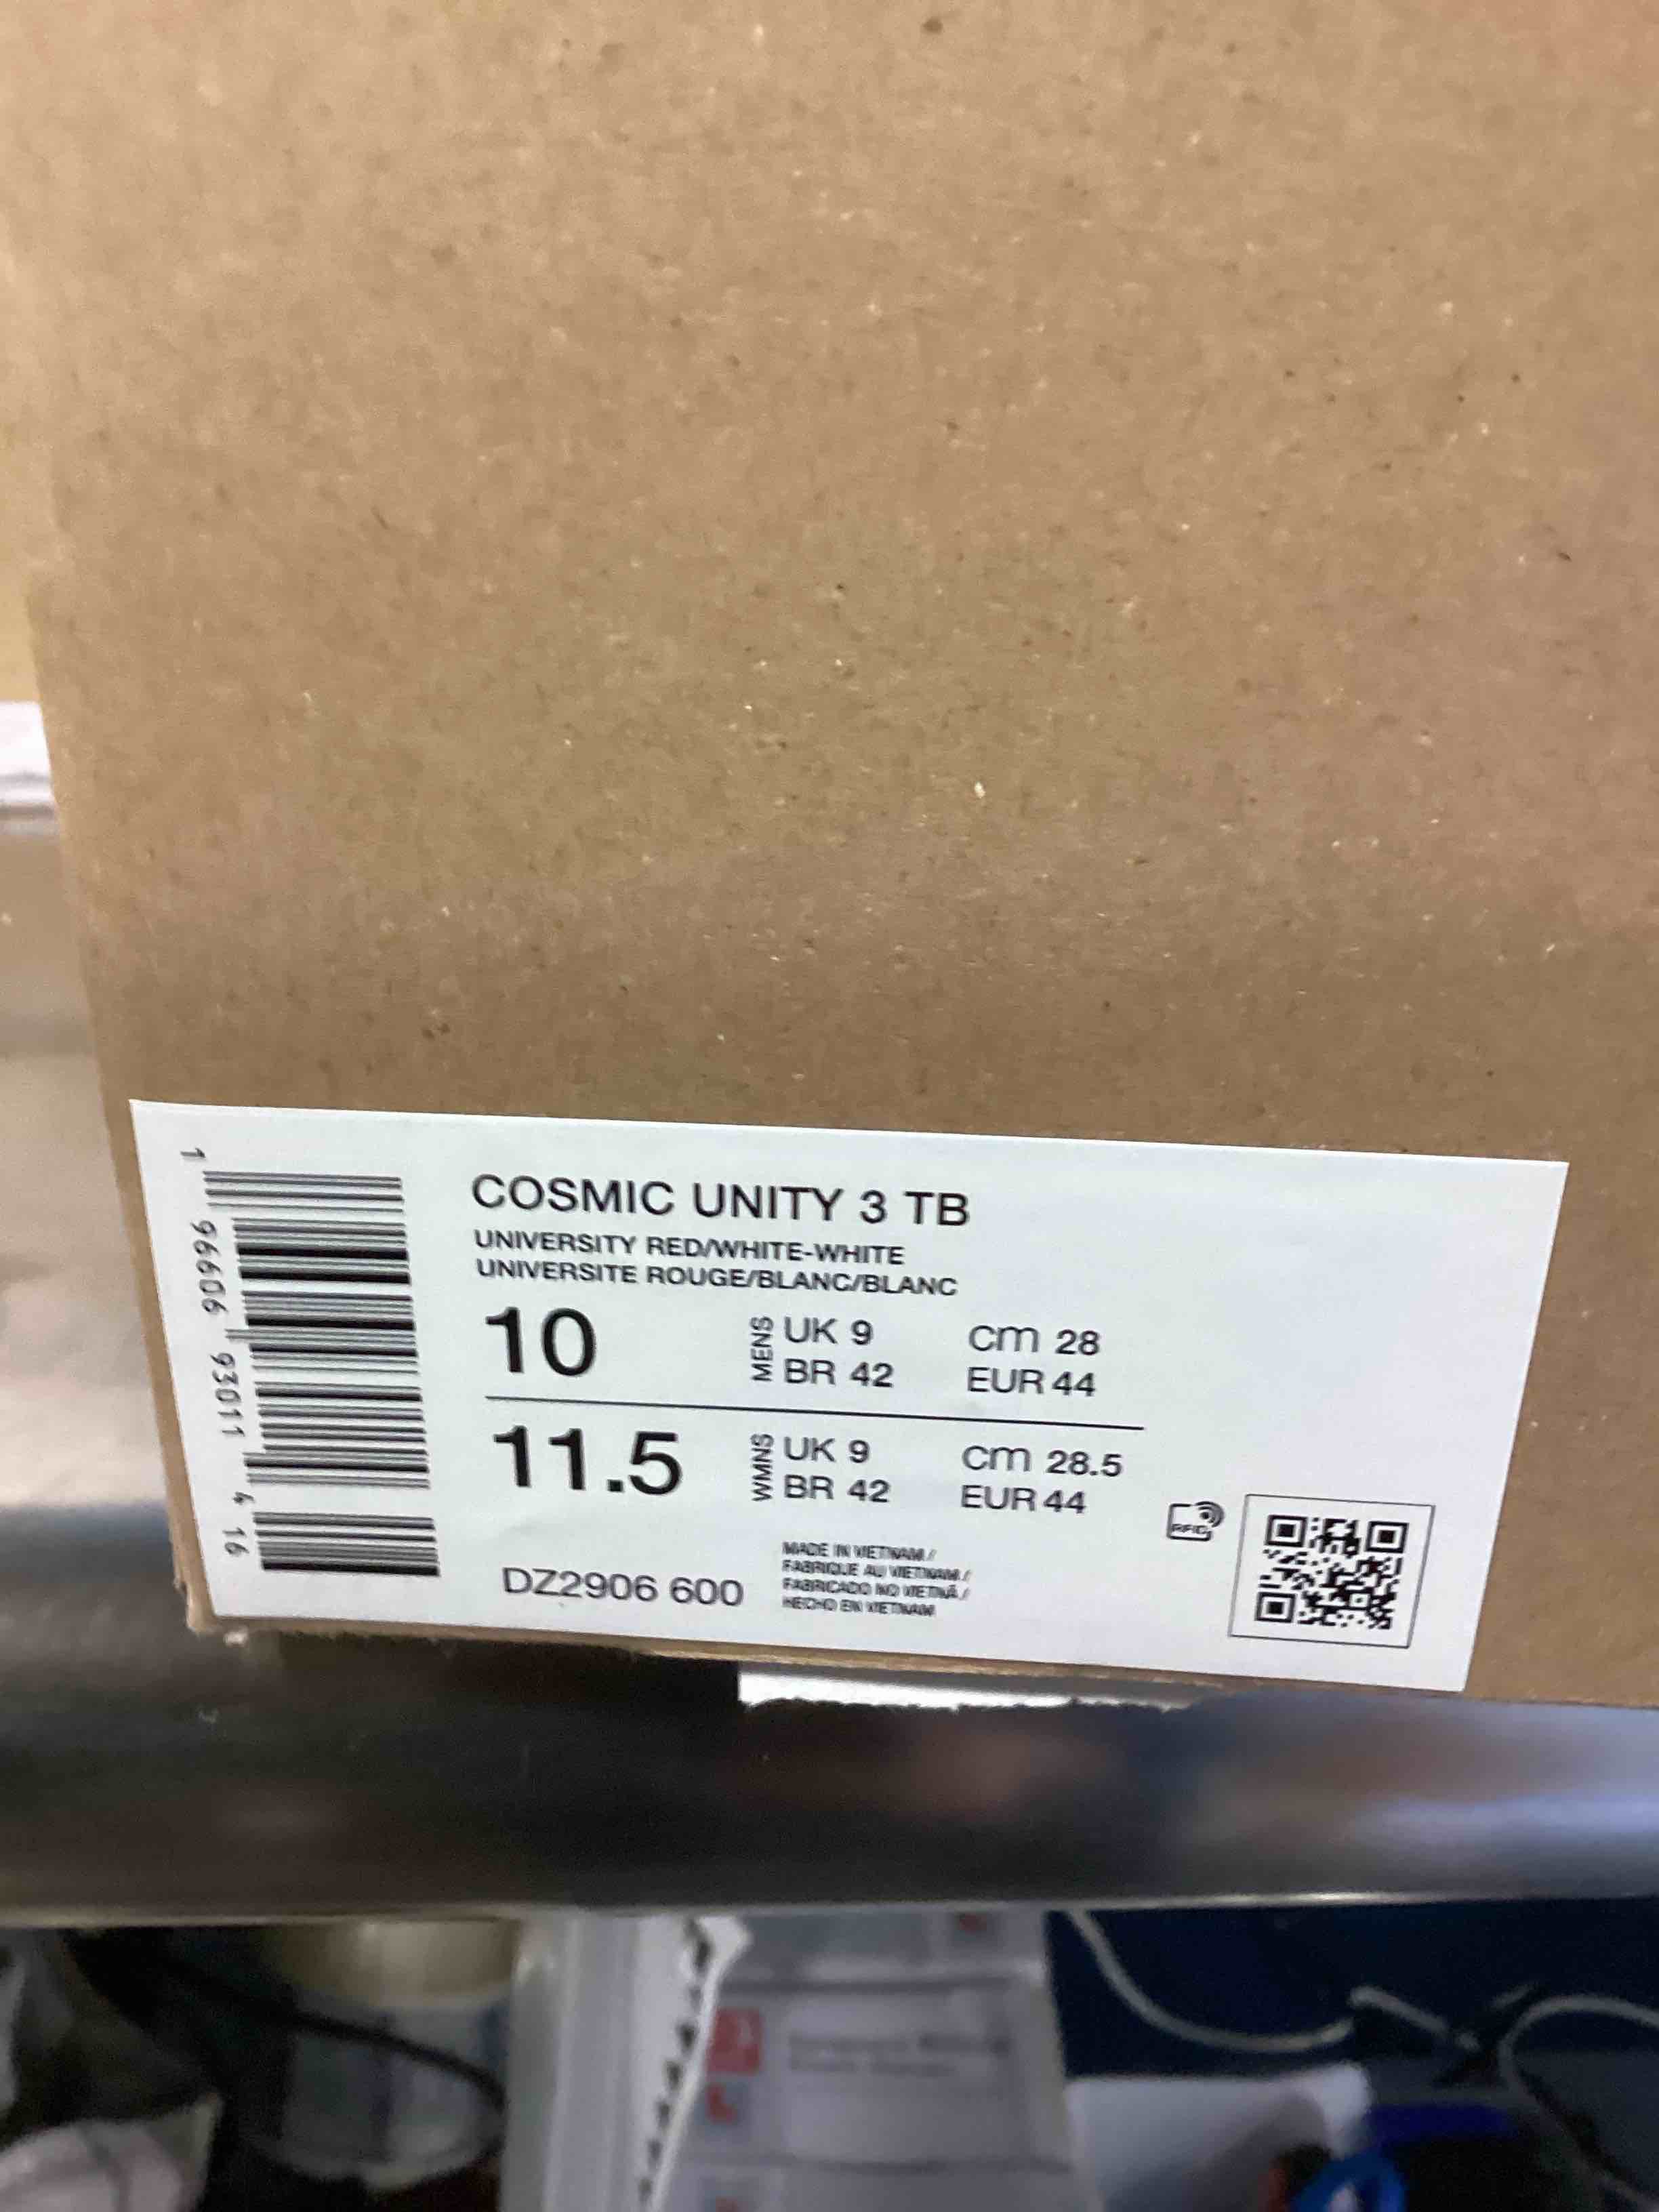 COSMIC UNITY 3 TB
UNIVERSITY RED/WHITE-WHITE
UNIVERSITE ROUGE/BLANC/BLANC
10 MENS UK 9 cm 28
BR 42 EUR 44
11.5 WMNS UK 9 cm 28.5
BR 42 EUR 44
DZ2906 600
MADE IN VIETNAM /
FABRIQUE AU VIETNAM /
FABRICADO NO VIETNÃ /
HECHO EN VIETNAM
RFID
1 96606 93011 4 16